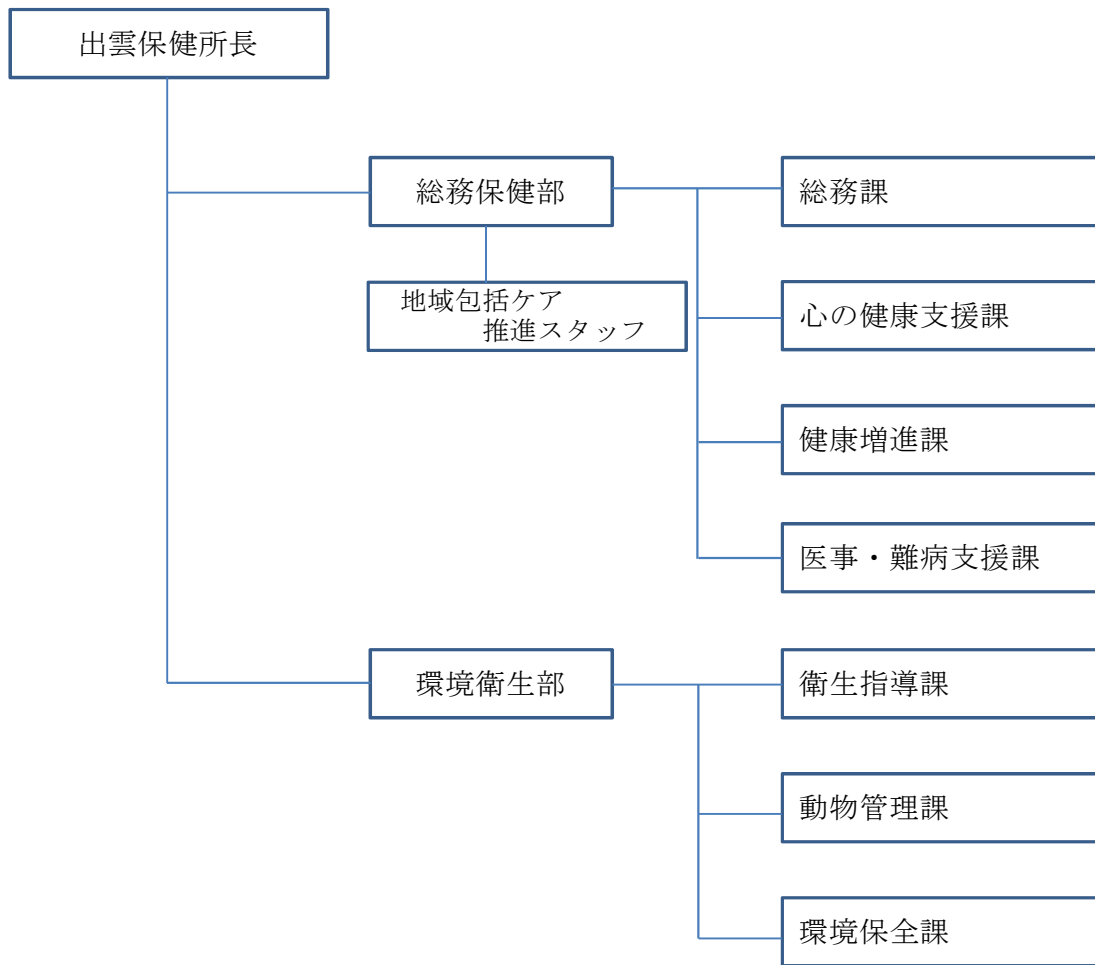 出雲保健所長
総務保健部
総務課
地域包括ケア
推進スタッフ
心の健康支援課
健康増進課
医事・難病支援課
環境衛生部
衛生指導課
動物管理課
環境保全課